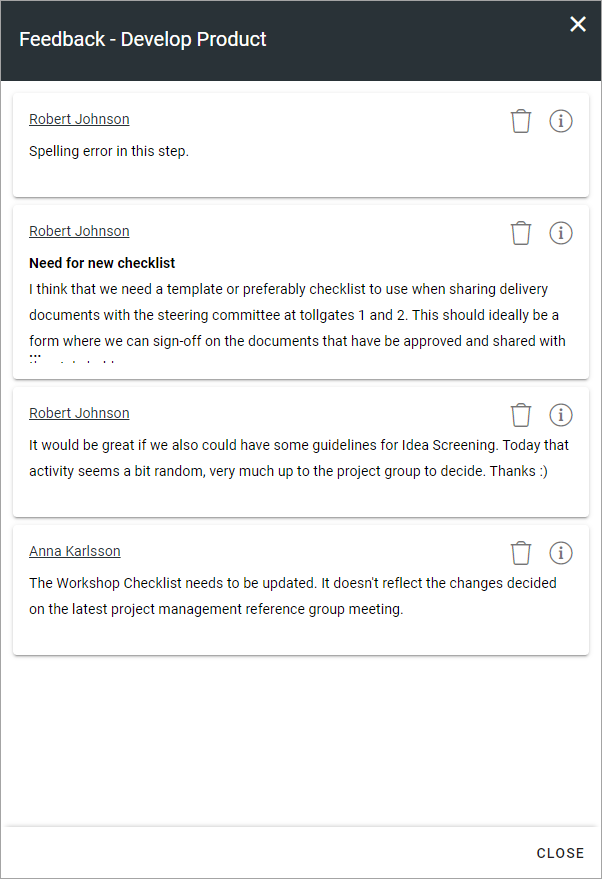 Feedback - Develop Product
Robert Johnson
Spelling error in this step.
Robert Johnson
Need for new checklist
I think that we need a template or preferably checklist to use when sharing delivery
documents with the steering committee at tollgates 1 and 2. This should ideally be a
form where we can sign-off on the documents that have be approved and shared with
...
Robert Johnson
It would be great if we also could have some guidelines for Idea Screening. Today that
activity seems a bit random, very much up to the project group to decide. Thanks :)
Anna Karlsson
The Workshop Checklist needs to be updated. It doesn't reflect the changes decided
on the latest project management reference group meeting.
CLOSE